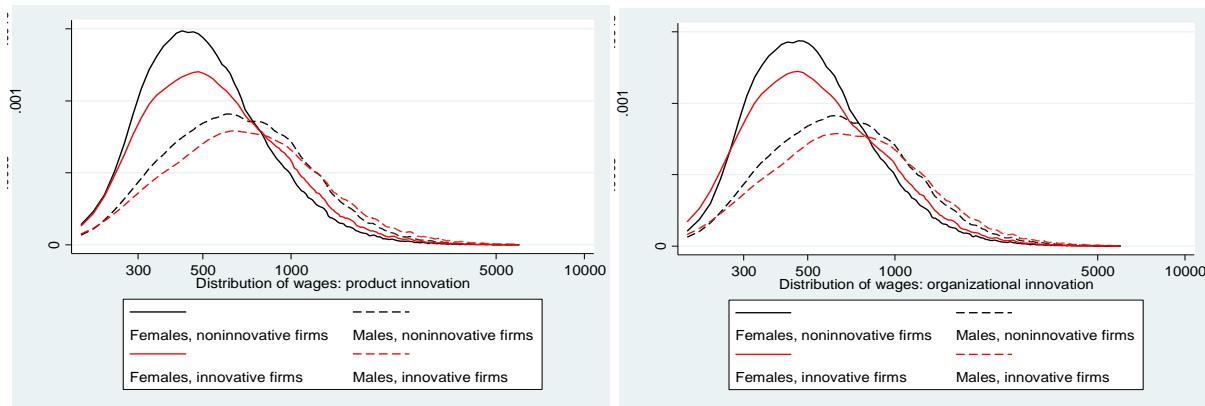 .001
0
300 500 1000 5000 10000
Distribution of wages: product innovation
Females, noninnovative firms Males, noninnovative firms
Females, innovative firms Males, innovative firms
.001
0
300 500 1000 5000 10000
Distribution of wages: organizational innovation
Females, noninnovative firms Males, noninnovative firms
Females, innovative firms Males, innovative firms